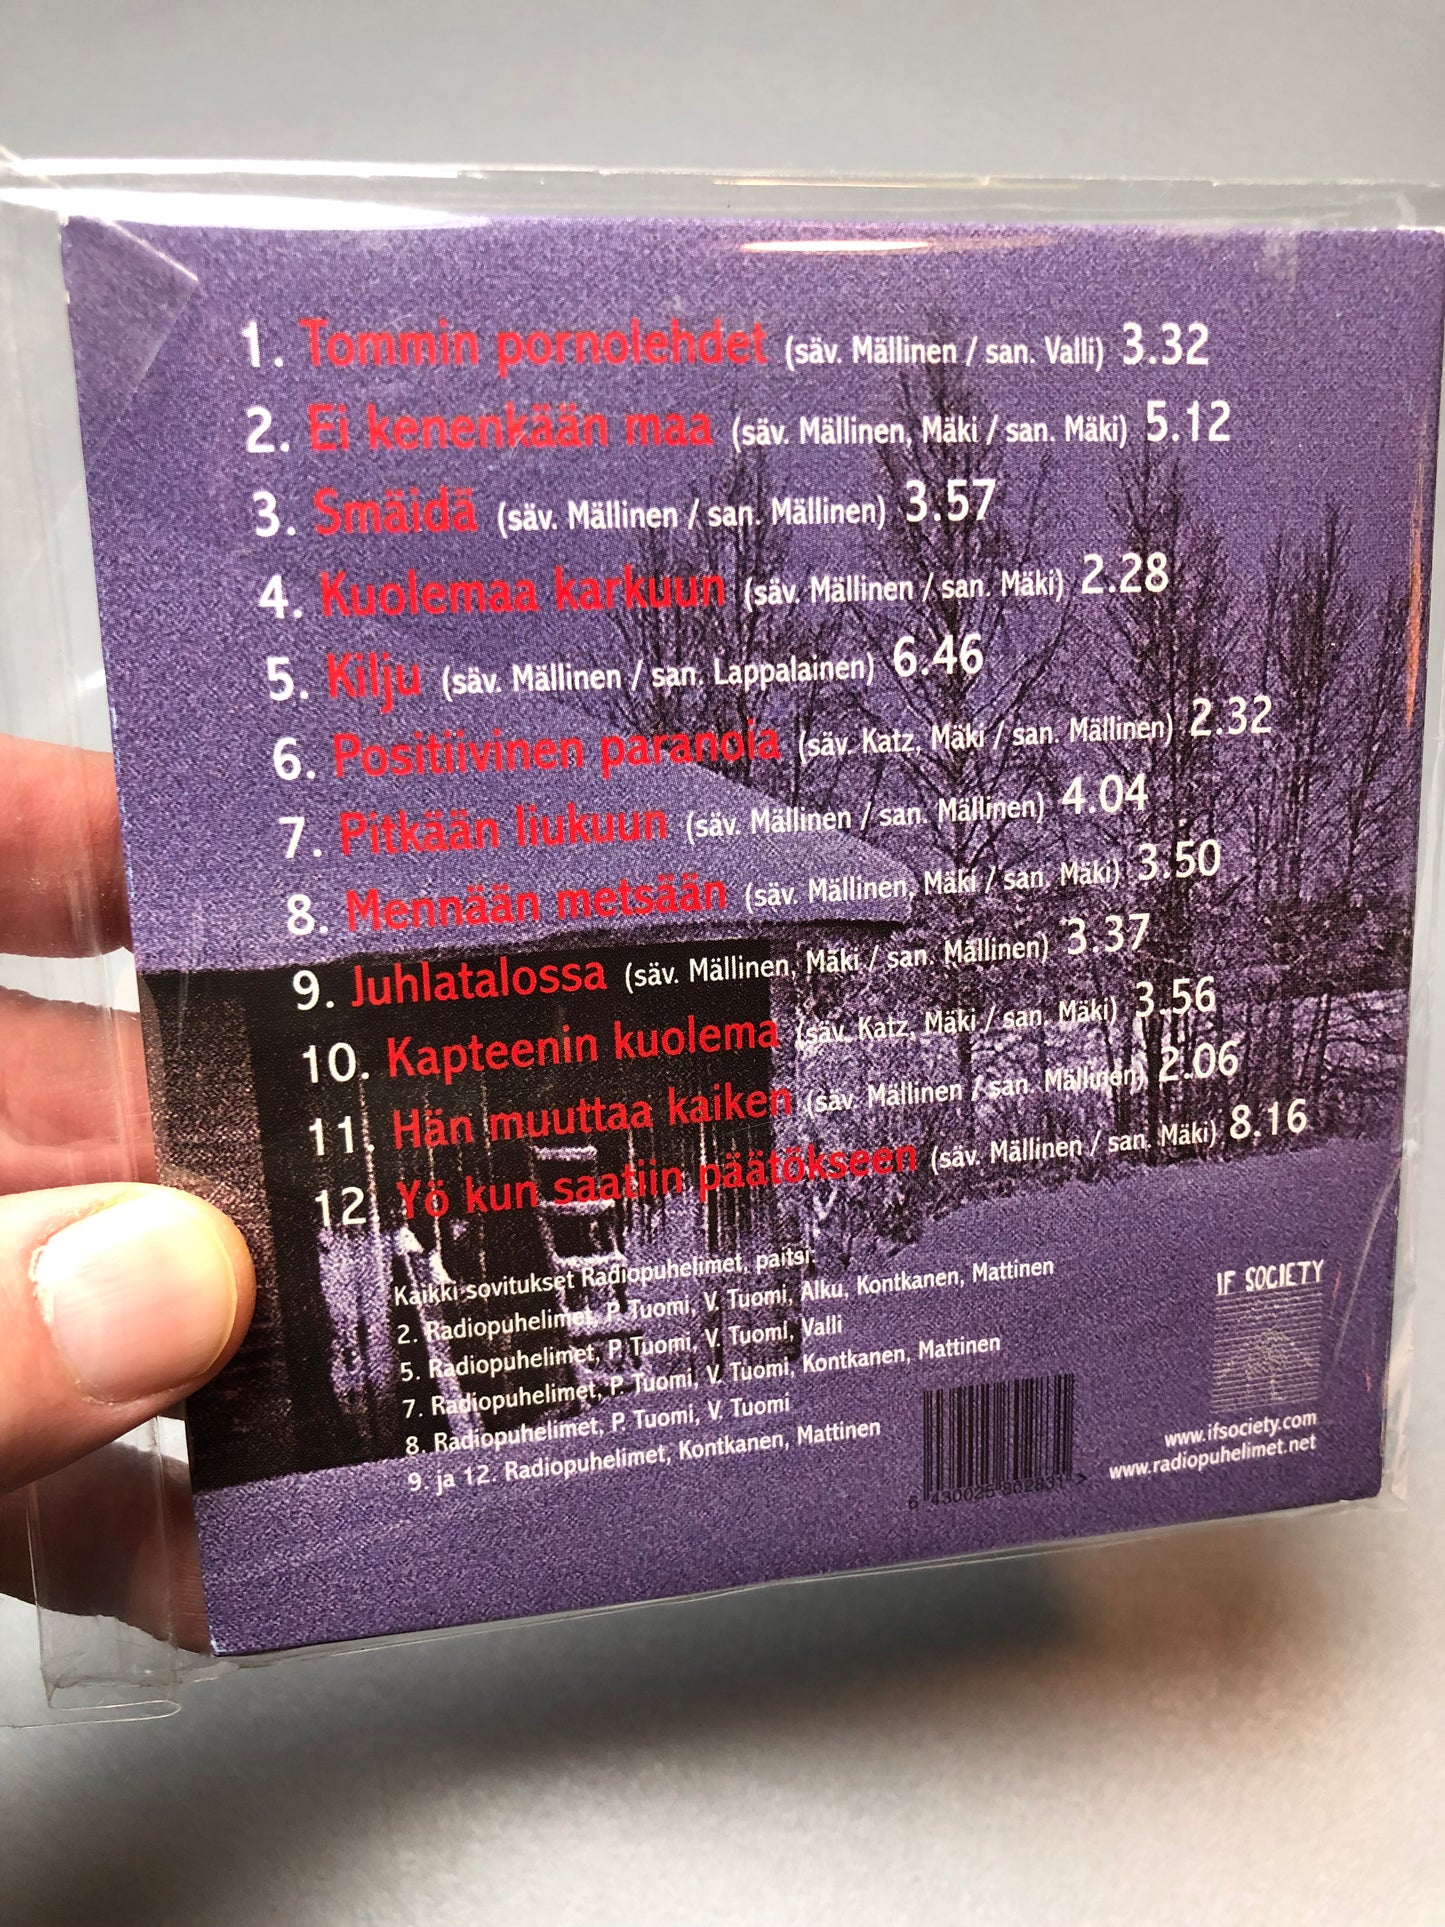 1. Tommin pornolehdet (säv. Mällinen / san. Valli) 3.32
2. Ei kenenkään maa (säv. Mällinen, Mäki / san. Mäki) 5.12
3. Smäidä (säv. Mällinen / san. Mällinen) 3.57
4. Kuolemaa karkuun (säv. Mällinen / san. Mäki) 2.28
5. Kilju (säv. Mällinen / san. Lappalainen) 6.46
6. Positiivinen paranoia (säv. Katz, Mäki / san. Mällinen) 2.32
7. Pitkään liukuun (säv. Mällinen / san. Mällinen) 4.04
8. Mennään metsään (säv. Mällinen, Mäki / san. Mäki) 3.50
9. Juhlatalossa (säv. Mällinen, Mäki / san. Mällinen) 3.37
10. Kapteenin kuolema (säv. Katz, Mäki / san. Mäki) 3.56
11. Hän muuttaa kaiken (säv. Mällinen / san. Mällinen) 2.06
12. Yö kun saatiin päätökseen (säv. Mällinen / san. Mäki) 8.16
Kaikki sovitukset Radiopuhelimet, paitsi:
2. Radiopuhelimet, P. Tuomi, V. Tuomi, Alku, Kontkanen, Mattinen
5. Radiopuhelimet, P. Tuomi, V. Tuomi, Valli
7. Radiopuhelimet, P. Tuomi, V. Tuomi, Kontkanen, Mattinen
8. Radiopuhelimet, P. Tuomi, V. Tuomi
9. ja 12. Radiopuhelimet, Kontkanen, Mattinen
IF SOCIETY
www.ifsociety.com
www.radiopuhelimet.net
6 430025 802831 >